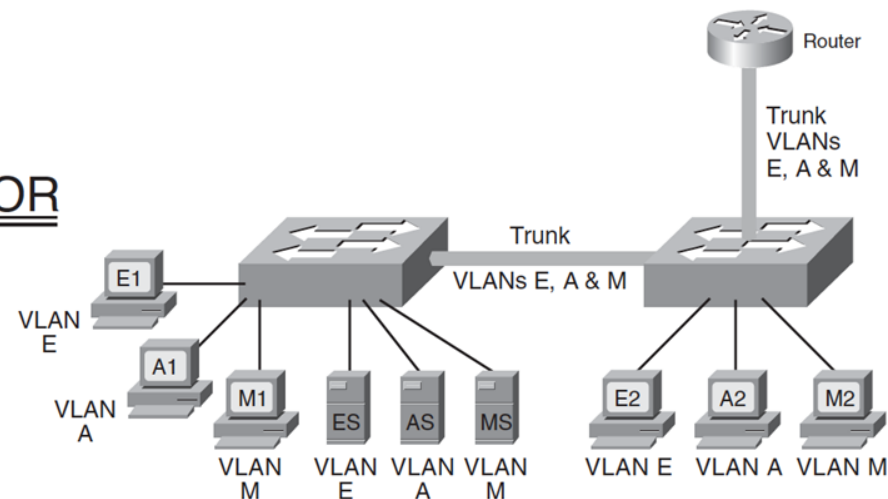 Router
Trunk
VLANs
E, A & M
OR
Trunk
VLANs E, A & M
E1
VLAN
E
A1
VLAN
A
M1
VLAN
M
ES
VLAN
E
AS
VLAN
A
MS
VLAN
M
E2
VLAN E
A2
VLAN A
M2
VLAN M